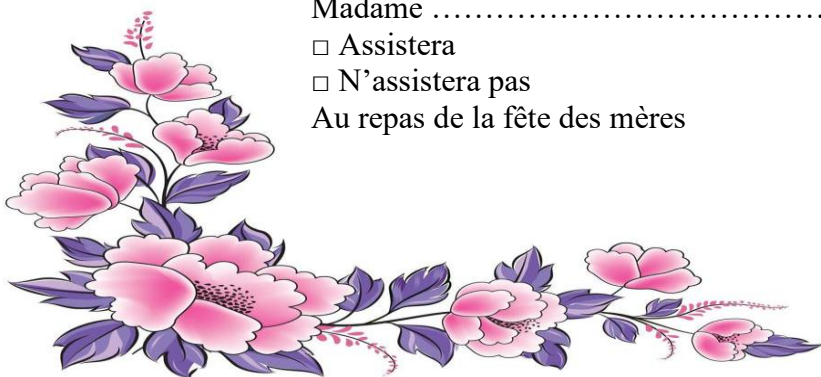 Madame ……………………………….
□ Assistera
□ N’assistera pas
Au repas de la fête des mères